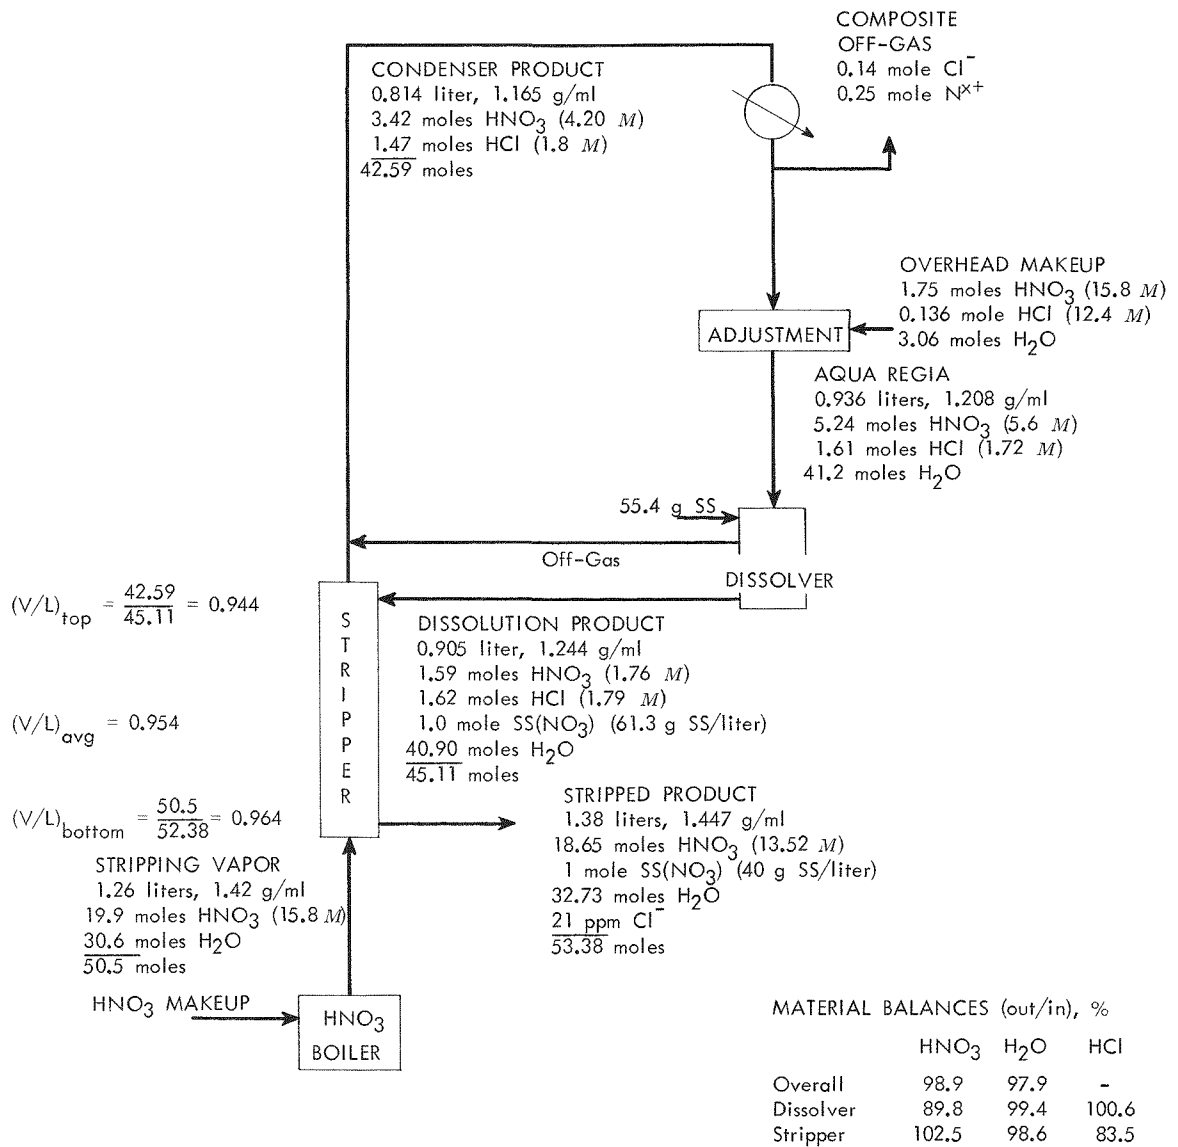 COMPOSITE
OFF-GAS
0.14 mole Cl⁻
0.25 mole Nˣ⁺
CONDENSER PRODUCT
0.814 liter, 1.165 g/ml
3.42 moles HNO₃ (4.20 M)
1.47 moles HCl (1.8 M)
42.59 moles
OVERHEAD MAKEUP
1.75 moles HNO₃ (15.8 M)
0.136 mole HCl (12.4 M)
3.06 moles H₂O
ADJUSTMENT
AQUA REGIA
0.936 liters, 1.208 g/ml
5.24 moles HNO₃ (5.6 M)
1.61 moles HCl (1.72 M)
41.2 moles H₂O
55.4 g SS
Off-Gas
DISSOLVER
(V/L)top = 42.59/45.11 = 0.944
STRIPPER
DISSOLUTION PRODUCT
0.905 liter, 1.244 g/ml
1.59 moles HNO₃ (1.76 M)
1.62 moles HCl (1.79 M)
1.0 mole SS(NO₃) (61.3 g SS/liter)
40.90 moles H₂O
45.11 moles
(V/L)avg = 0.954
(V/L)bottom = 50.5/52.38 = 0.964
STRIPPED PRODUCT
1.38 liters, 1.447 g/ml
18.65 moles HNO₃ (13.52 M)
1 mole SS(NO₃) (40 g SS/liter)
32.73 moles H₂O
21 ppm Cl⁻
53.38 moles
STRIPPING VAPOR
1.26 liters, 1.42 g/ml
19.9 moles HNO₃ (15.8 M)
30.6 moles H₂O
50.5 moles
HNO₃ MAKEUP
HNO₃
BOILER
MATERIAL BALANCES (out/in), %
HNO₃ H₂O HCl
Overall 98.9 97.9 -
Dissolver 89.8 99.4 100.6
Stripper 102.5 98.6 83.5